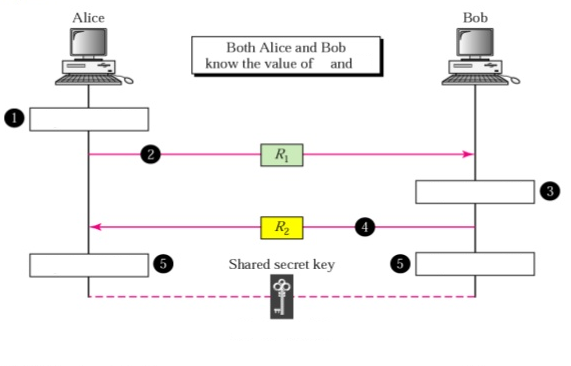 Alice
Bob
Both Alice and Bob
know the value of and
1
2
R1
3
R2
4
5
Shared secret key
5